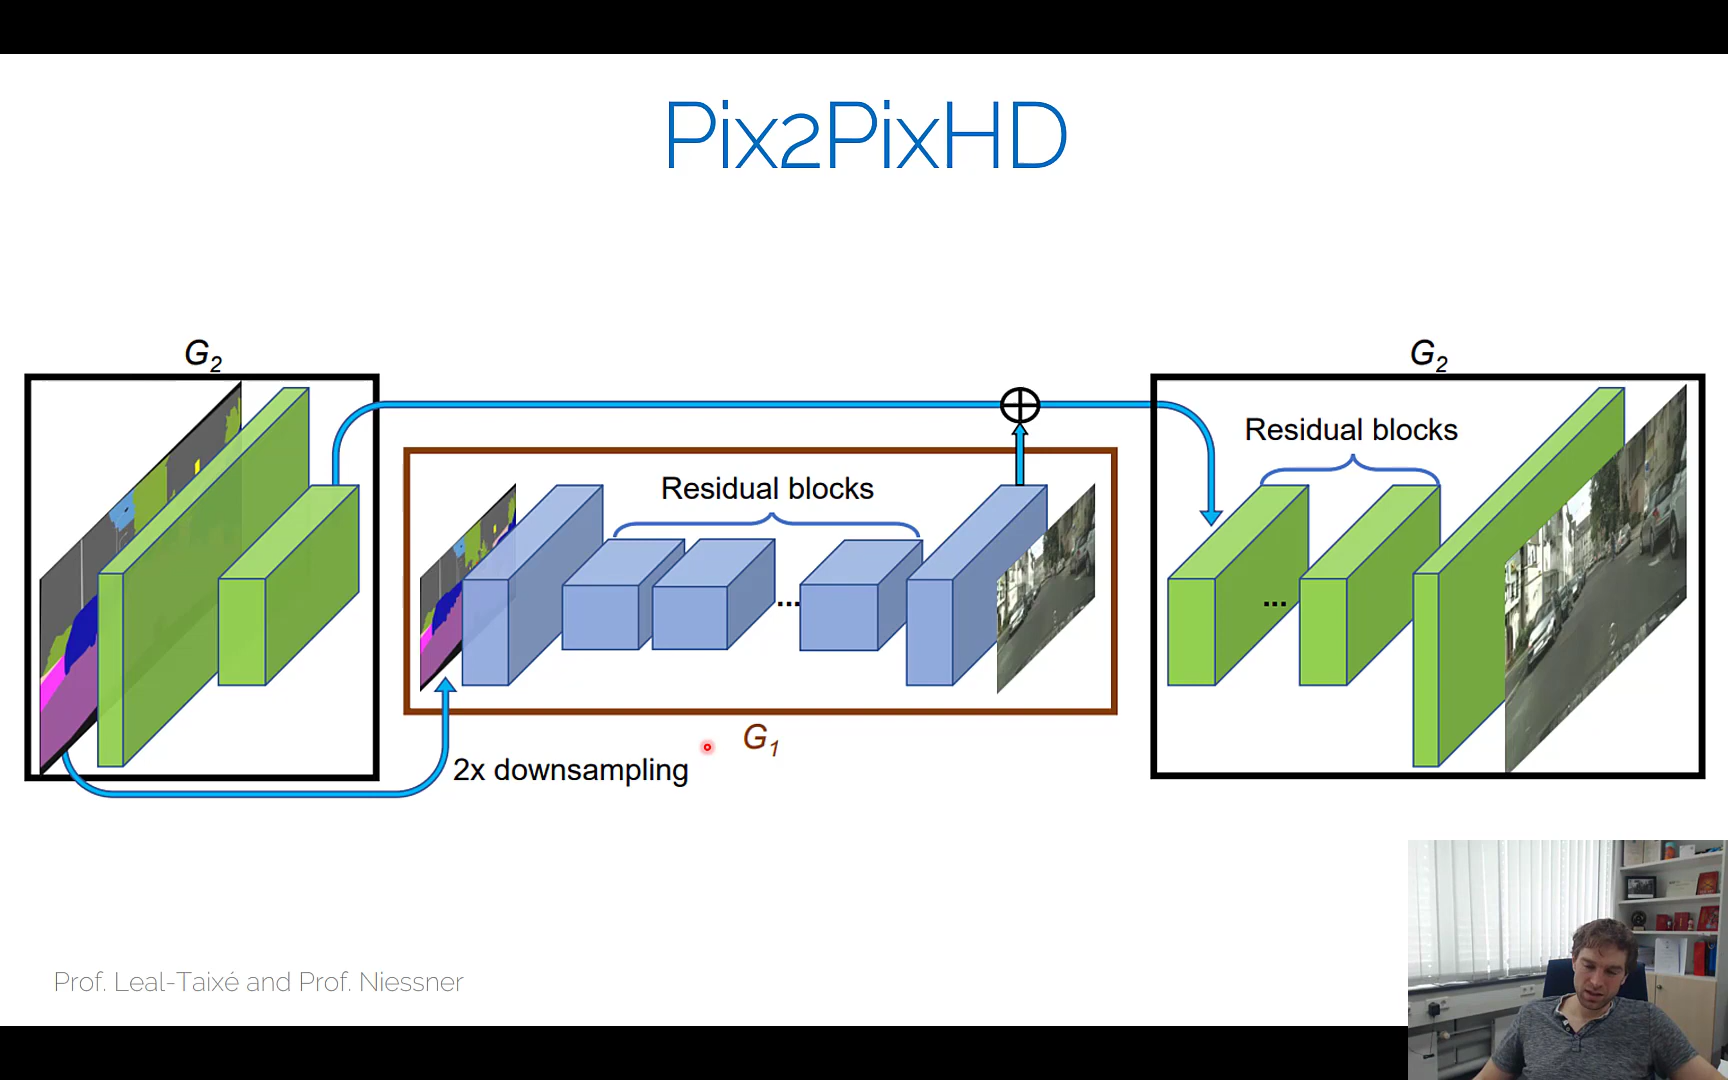 Pix2PixHD
G2
G2
Residual blocks
Residual blocks
...
...
G1
2x downsampling
Prof. Leal-Taixé and Prof. Niessner